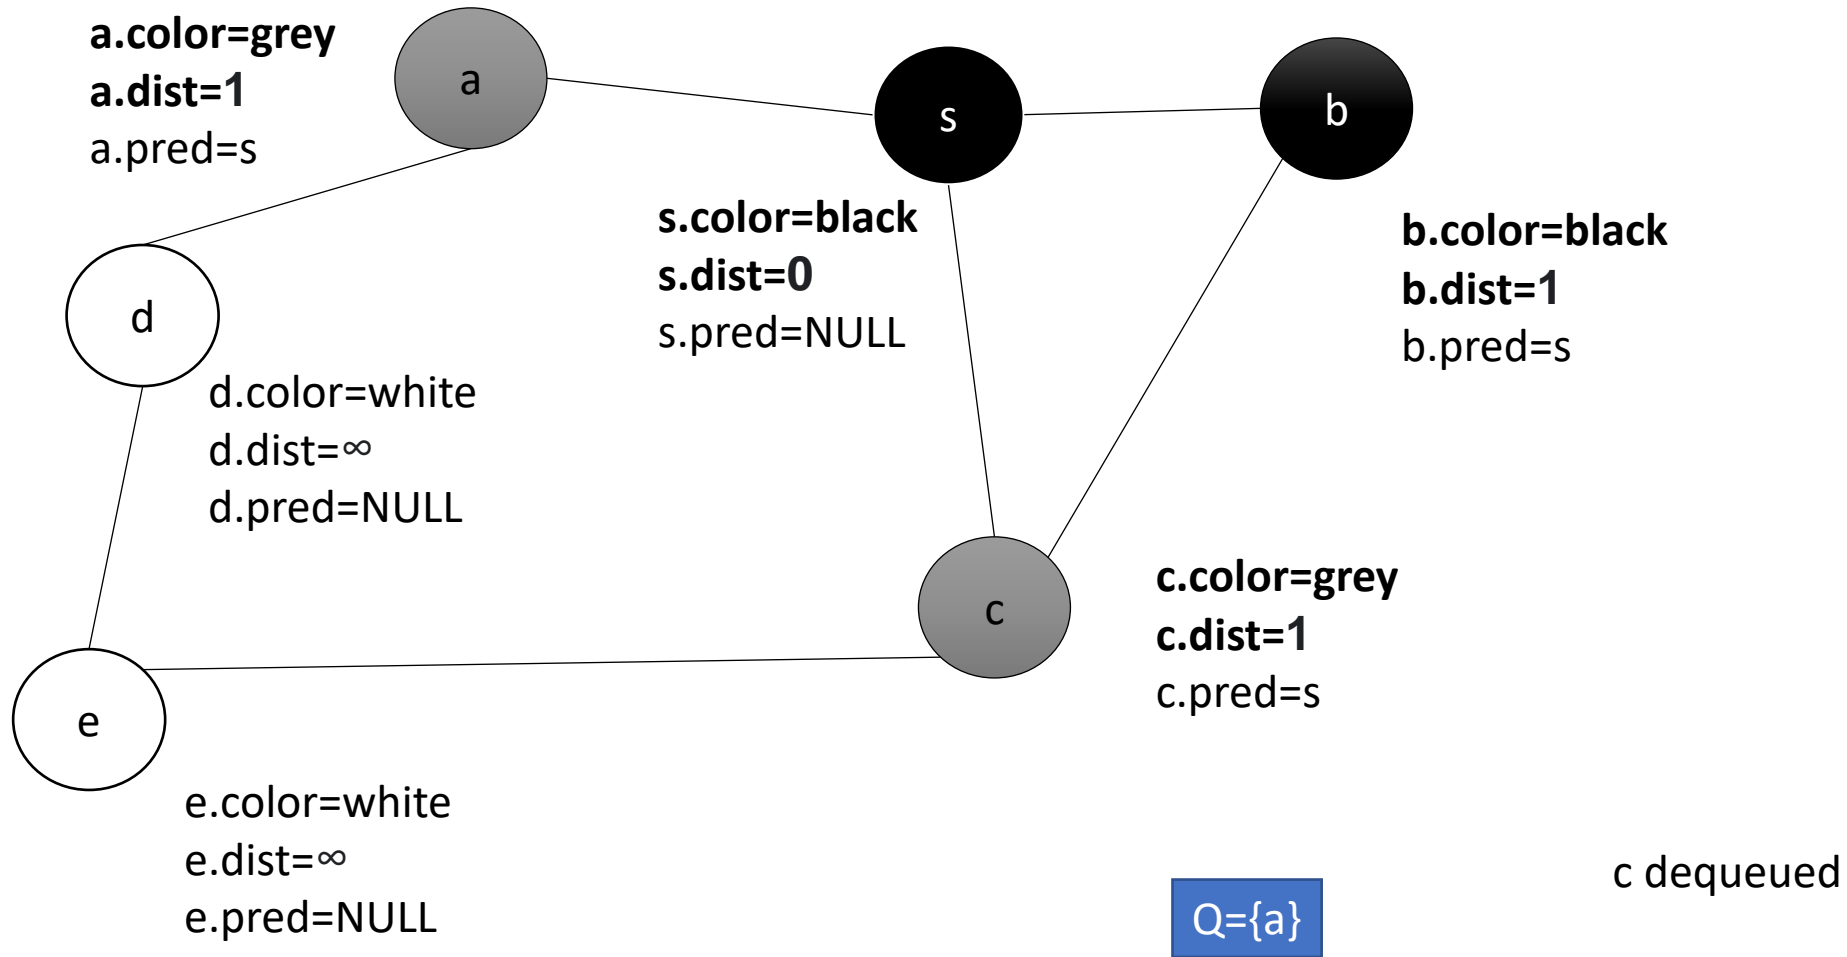 a.color=grey
a.dist=1
a.pred=s
a
s
b
s.color=black
s.dist=0
s.pred=NULL
b.color=black
b.dist=1
b.pred=s
d
d.color=white
d.dist=∞
d.pred=NULL
c
c.color=grey
c.dist=1
c.pred=s
e
e.color=white
e.dist=∞
e.pred=NULL
Q={a}
c dequeued